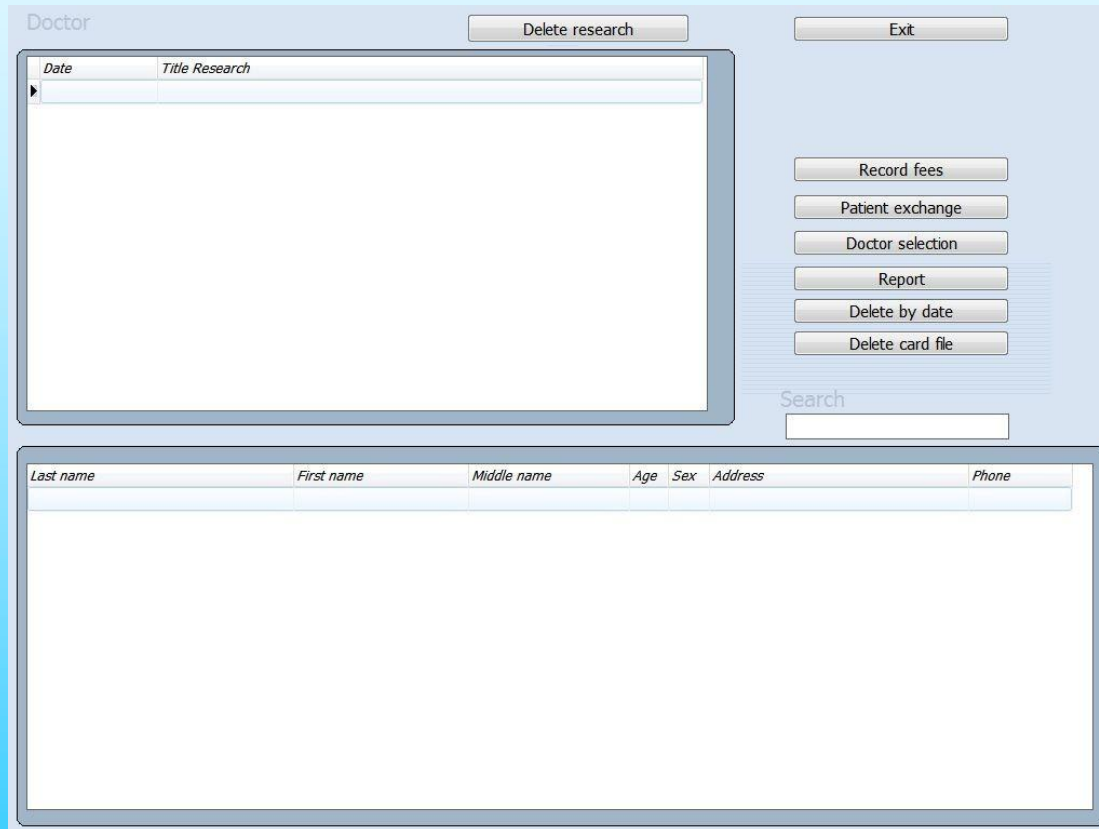 Doctor
Delete research
Exit
Date Title Research
Record fees
Patient exchange
Doctor selection
Report
Delete by date
Delete card file
Search
Last name First name Middle name Age Sex Address Phone